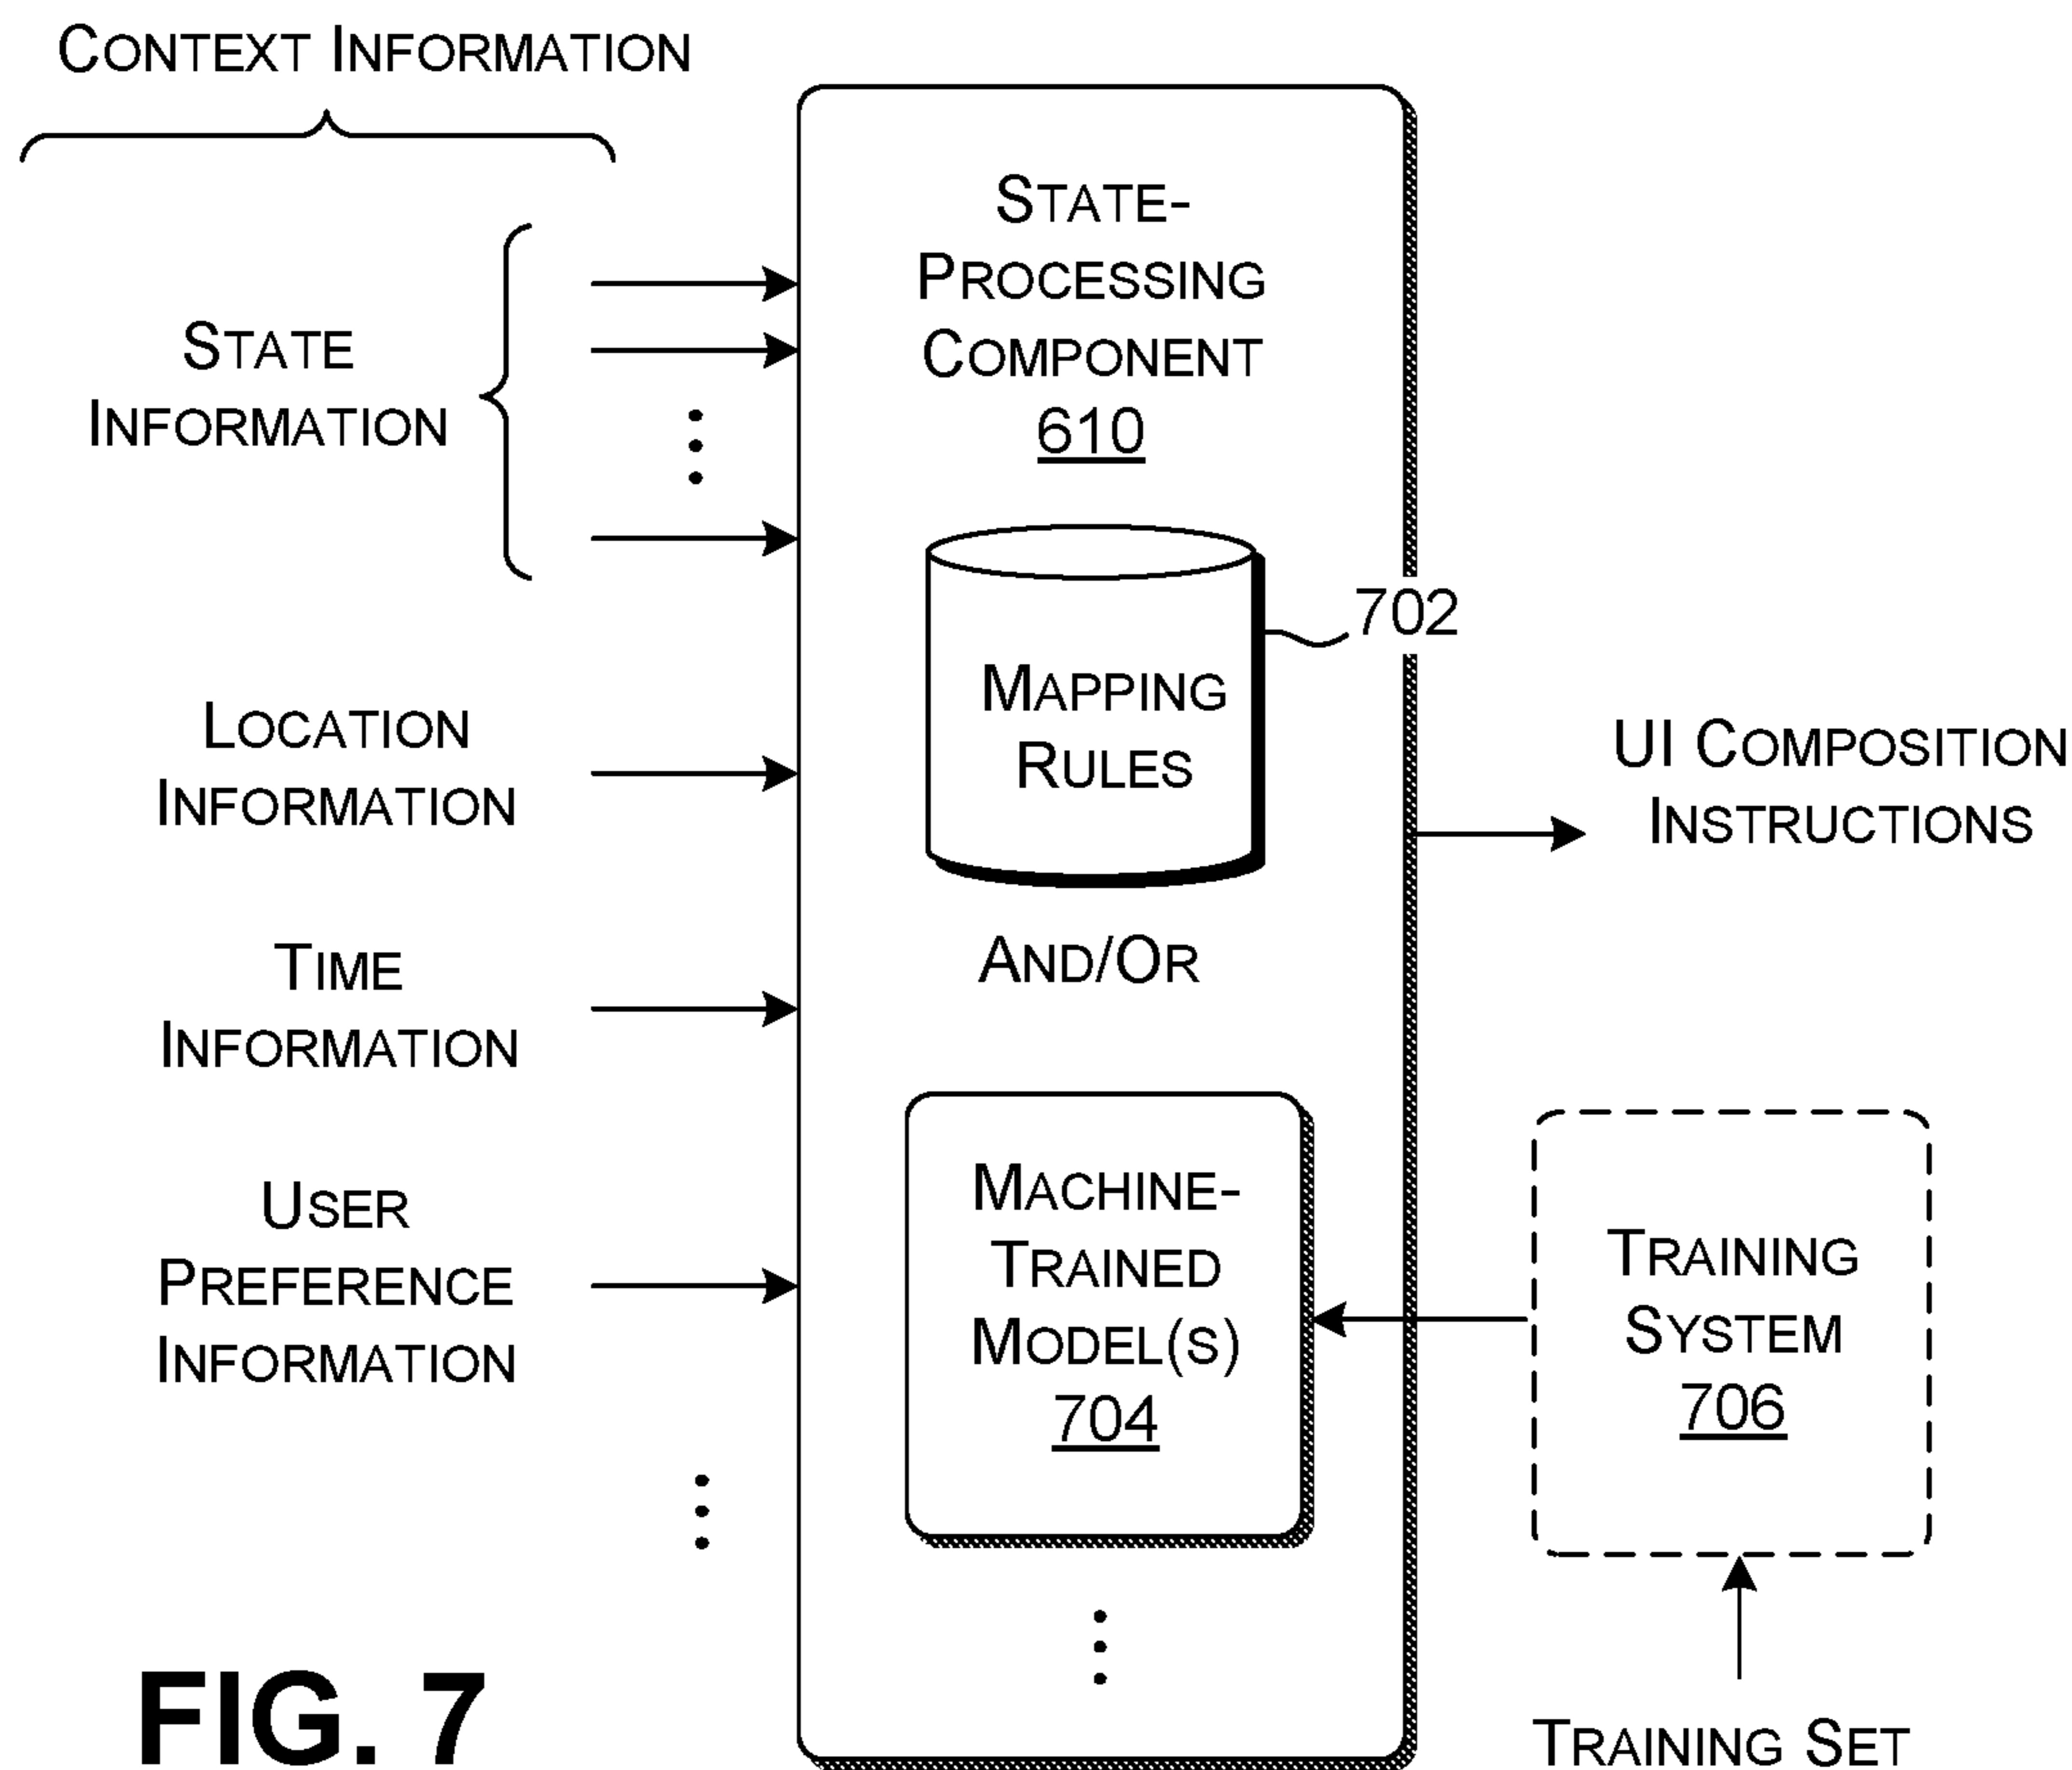 CONTEXT INFORMATION
STATE
INFORMATION
LOCATION
INFORMATION
TIME
INFORMATION
USER
PREFERENCE
INFORMATION
STATE-
PROCESSING
COMPONENT
610
MAPPING
RULES
702
AND/OR
MACHINE-
TRAINED
MODEL(S)
704
UI COMPOSITION
INSTRUCTIONS
TRAINING
SYSTEM
706
TRAINING SET
FIG. 7